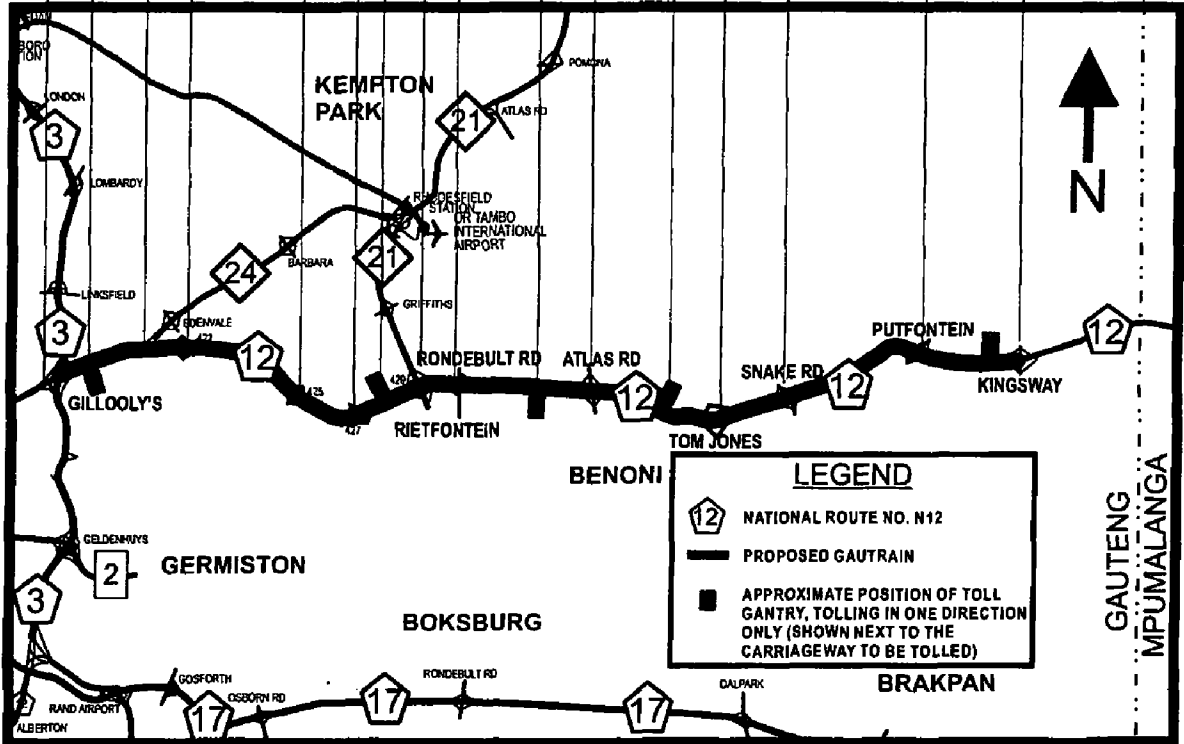 KEMPTON
PARK
POMONA
21
ATLAS RD
LONDON
3
LOMBARDY
RHODESFIELD
STATION
OR TAMBO
INTERNATIONAL
AIRPORT
N
24
BARBARA
21
LINKSFIELD
EDENVALE
GRIFFITHS
3
12
PUTFONTEIN
12
RONDEBULT RD
ATLAS RD
SNAKE RD
12
12
KINGSWAY
GILLOOLY'S
425
427
RIETFONTEIN
TOM JONES
BENONI
LEGEND
12
NATIONAL ROUTE NO. N12
PROPOSED GAUTRAIN
APPROXIMATE POSITION OF TOLL
GANTRY, TOLLING IN ONE DIRECTION
ONLY (SHOWN NEXT TO THE
CARRIAGEWAY TO BE TOLLED)
GAUTENG
MPUMALANGA
GELDENHUYS
2
GERMISTON
3
BOKSBURG
GOSFORTH
RAND AIRPORT
OSBORN RD
RONDEBULT RD
DALPARK
BRAKPAN
17
17
17
ALBERTON